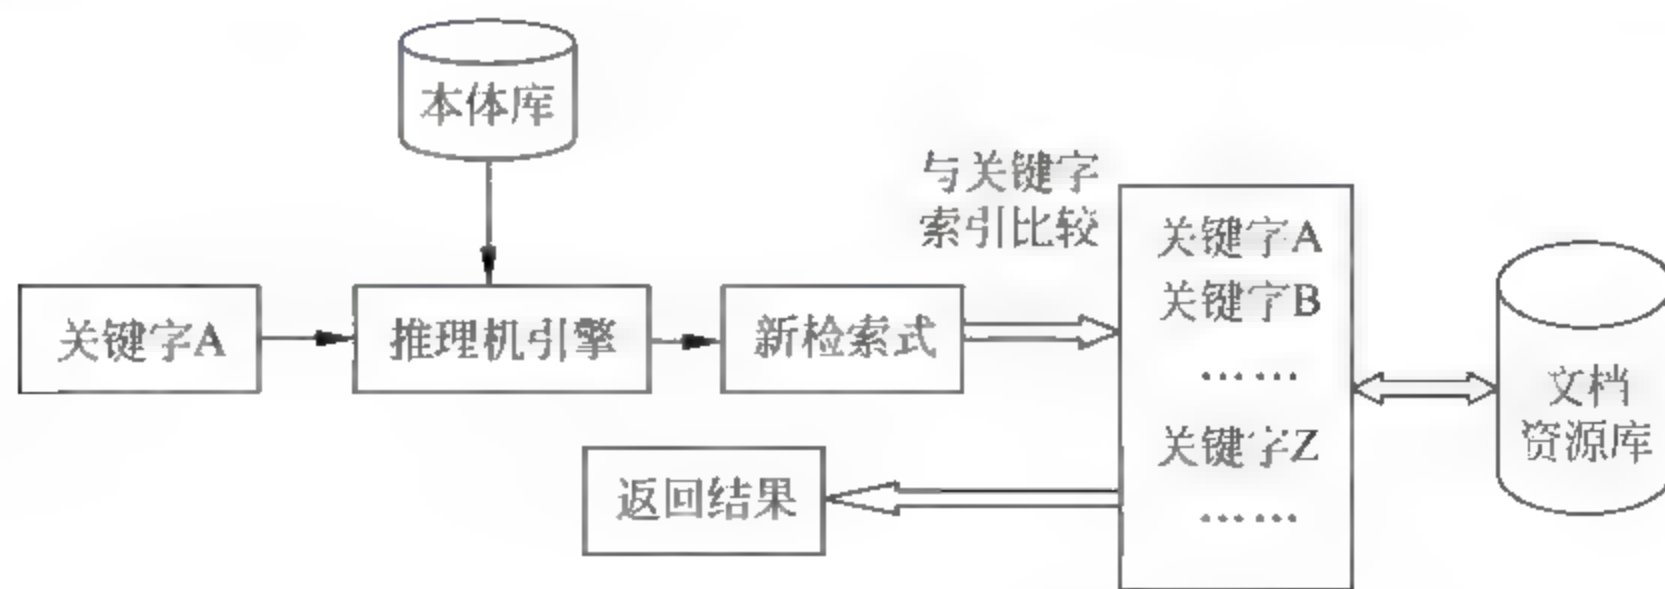 本体库
与关键字
索引比较
关键字A
推理机引擎
新检索式
关键字A
关键字B
……
关键字Z
……
文档
资源库
返回结果